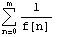 m
∑ 1/f[n]
n=0